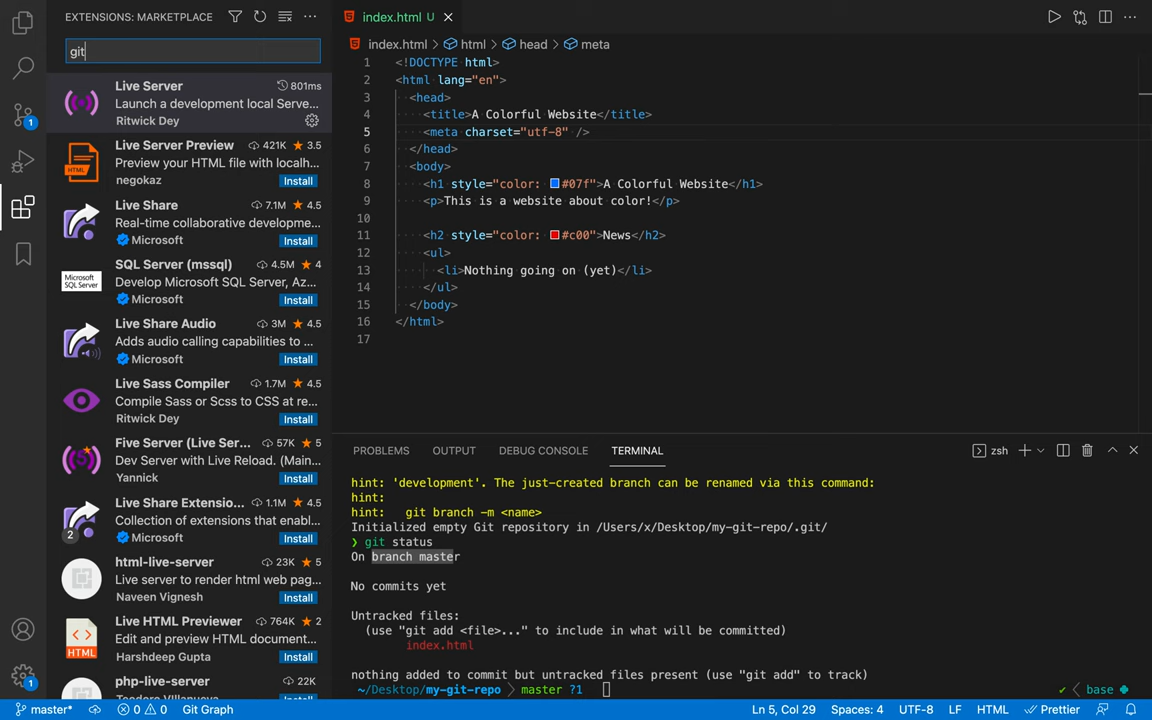 EXTENSIONS: MARKETPLACE
git
Live Server 801ms
Launch a development local Serve...
Ritwick Dey
Live Server Preview 421K ★ 3.5
Preview your HTML file with localh...
negokaz Install
Live Share 7.1M ★ 4.5
Real-time collaborative developme...
Microsoft Install
SQL Server (mssql) 4.5M ★ 4
Microsoft
SQL Server
Develop Microsoft SQL Server, Az...
Microsoft Install
Live Share Audio 3M ★ 4.5
Adds audio calling capabilities to ...
Microsoft Install
Live Sass Compiler 1.7M ★ 4.5
Compile Sass or Scss to CSS at re...
Ritwick Dey Install
Five Server (Live Ser... 57K ★ 5
Dev Server with Live Reload. (Main...
Yannick Install
Live Share Extensio... 1.1M ★ 4.5
Collection of extensions that enabl...
2 Microsoft Install
html-live-server 23K ★ 5
Live server to render html web pag...
Naveen Vignesh Install
Live HTML Previewer 764K ★ 2
Edit and preview HTML document...
Harshdeep Gupta Install
php-live-server 22K
1
1
index.html U
index.html > html > head > meta
1 <!DOCTYPE html>
2 <html lang="en">
3 <head>
4 <title>A Colorful Website</title>
5 <meta charset="utf-8" />
6 </head>
7 <body>
8 <h1 style="color: #07f">A Colorful Website</h1>
9 <p>This is a website about color!</p>
10
11 <h2 style="color: #c00">News</h2>
12 <ul>
13 <li>Nothing going on (yet)</li>
14 </ul>
15 </body>
16 </html>
17
PROBLEMS OUTPUT DEBUG CONSOLE TERMINAL zsh
hint: 'development'. The just-created branch can be renamed via this command:
hint:
hint: git branch -m <name>
Initialized empty Git repository in /Users/x/Desktop/my-git-repo/.git/
❯ git status
On branch master
No commits yet
Untracked files:
(use "git add <file>..." to include in what will be committed)
index.html
nothing added to commit but untracked files present (use "git add" to track)
~/Desktop/my-git-repo master ?1 ✓ base
master* 0 0 Git Graph Ln 5, Col 29 Spaces: 4 UTF-8 LF HTML Prettier